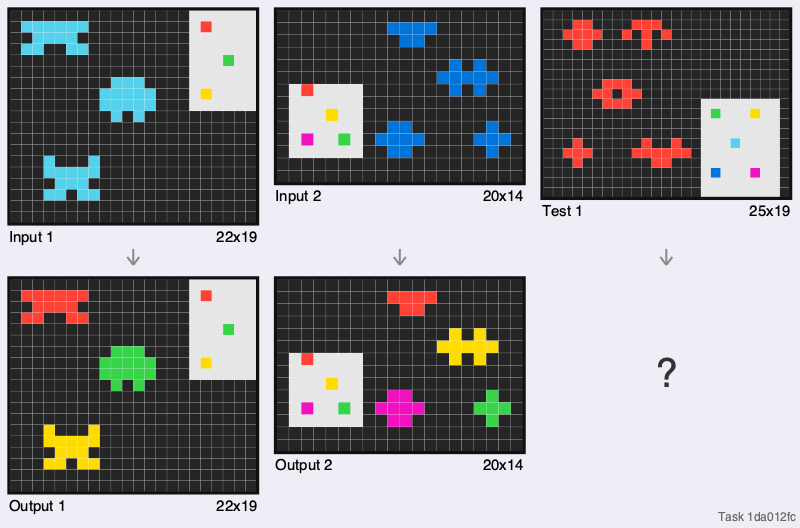 Input 1
22x19
Input 2
20x14
Test 1
25x19
?
Output 1
22x19
Output 2
20x14
Task 1da012fc